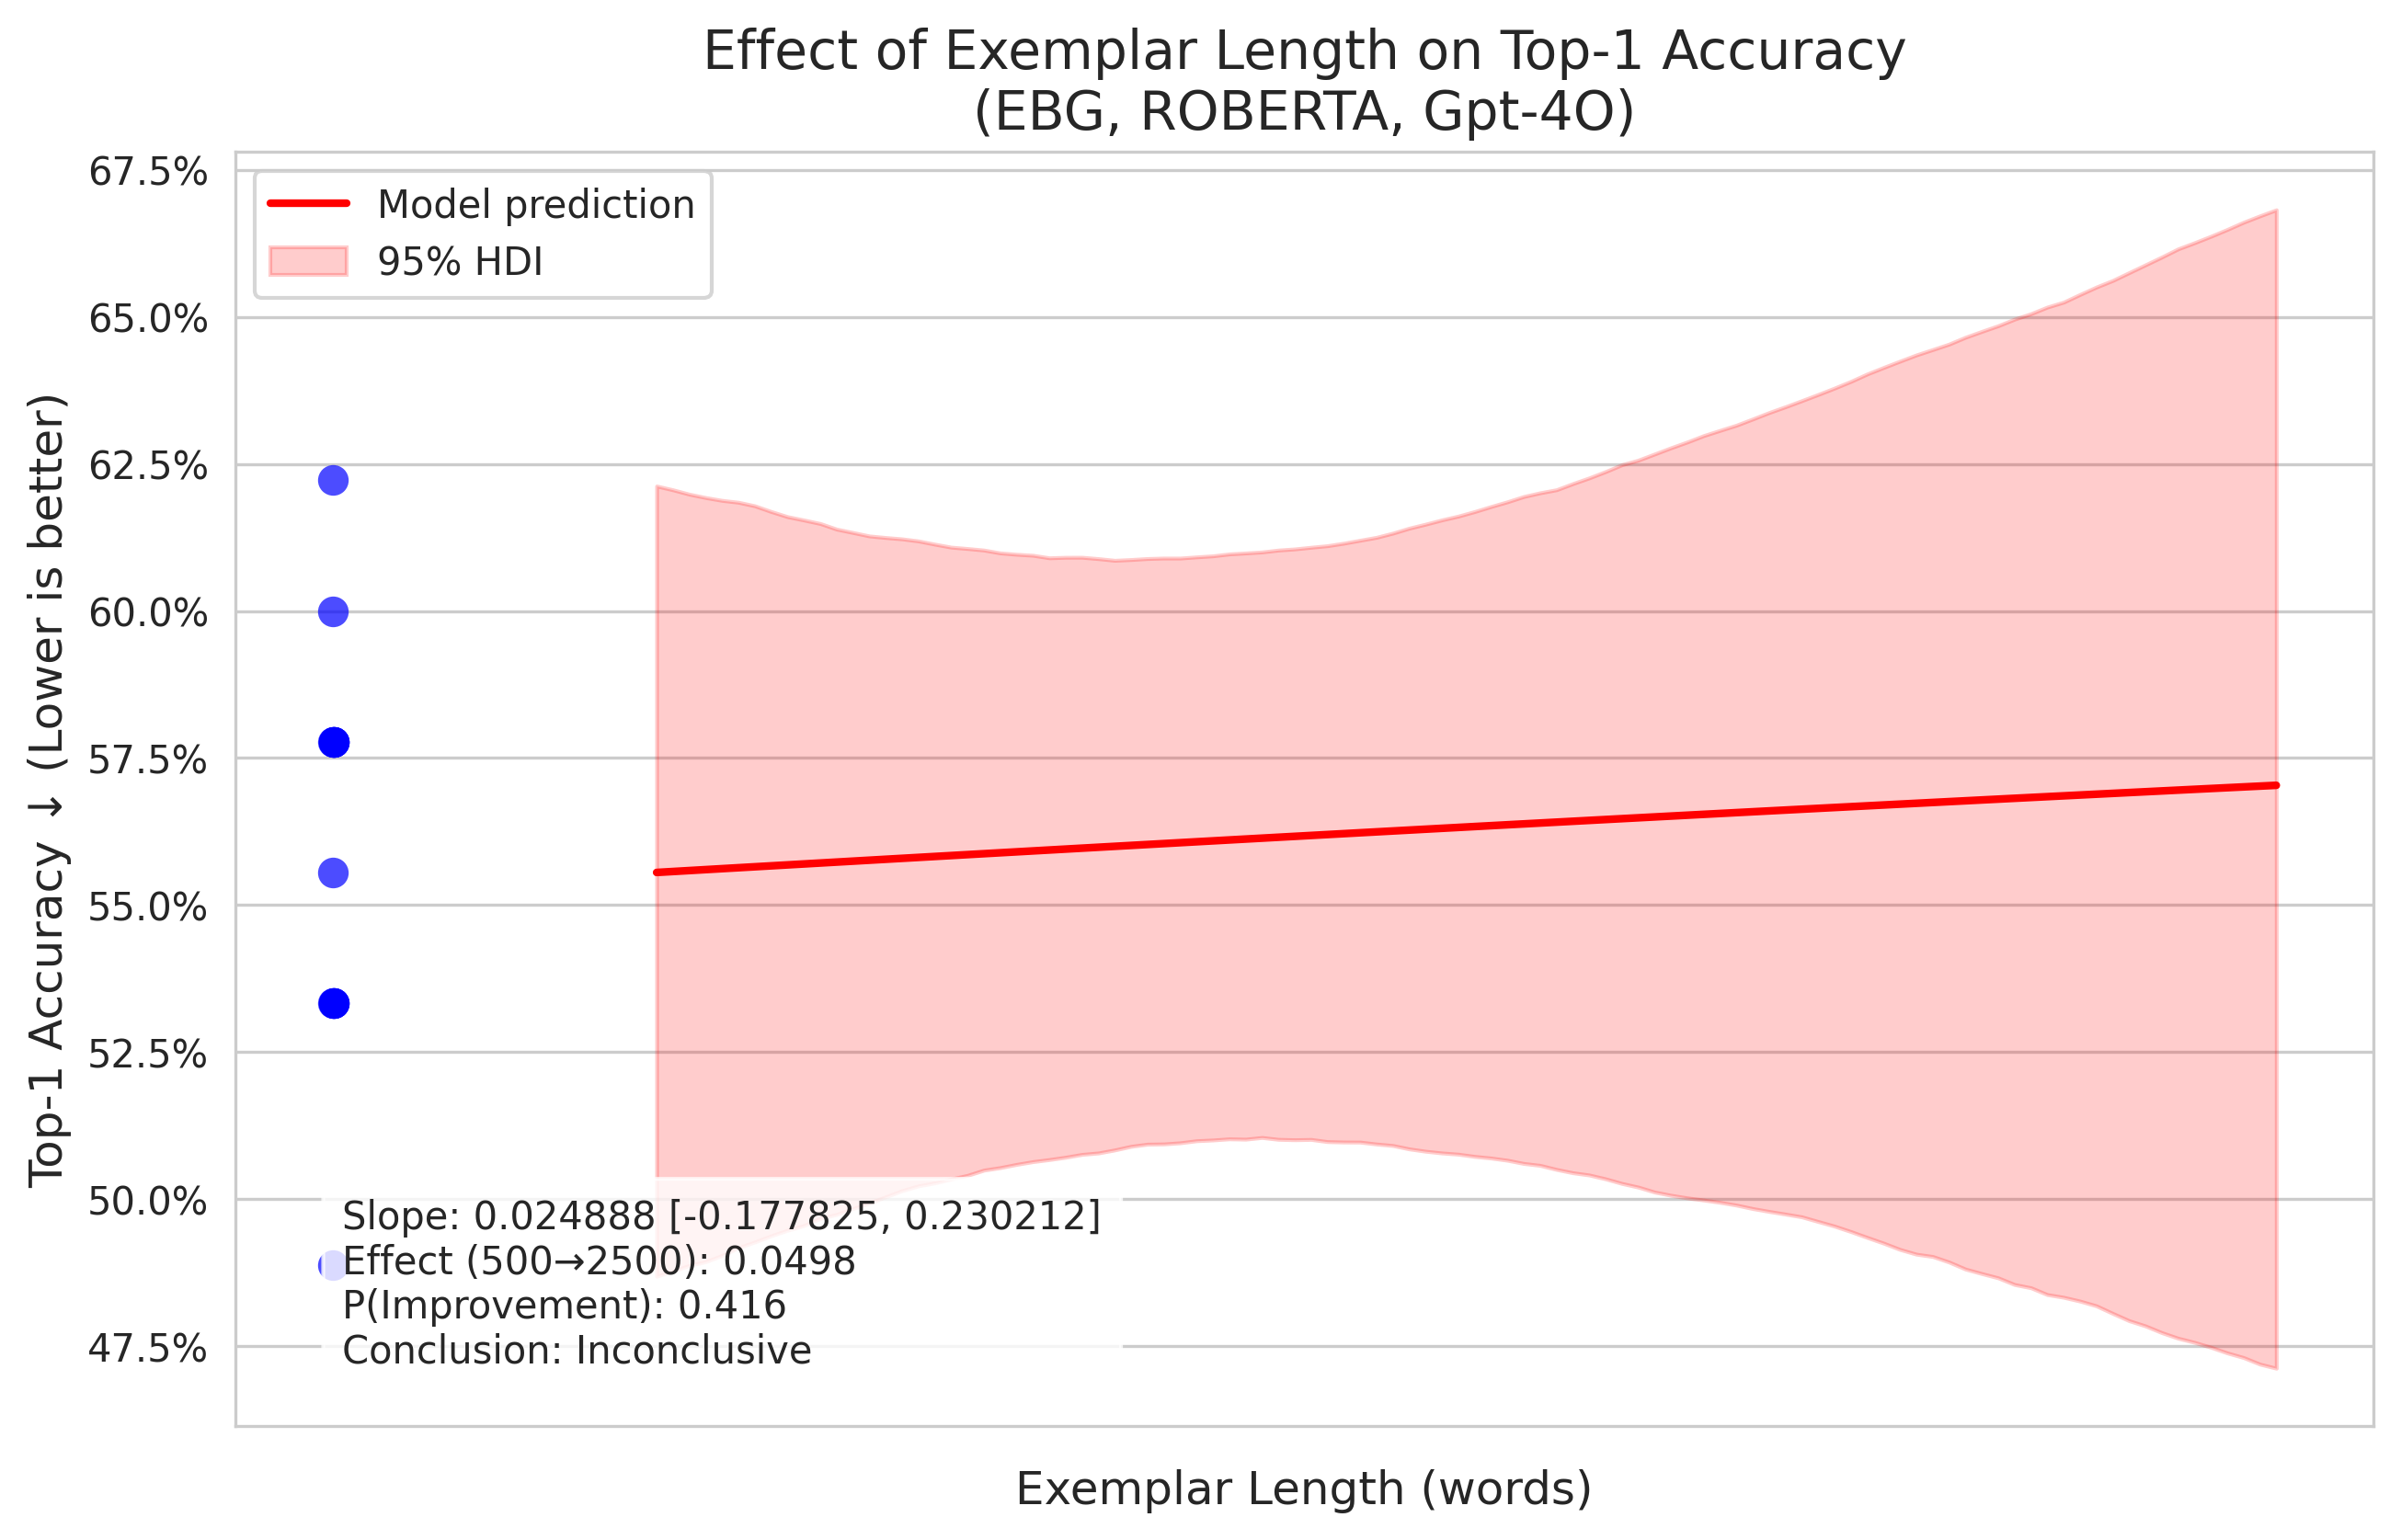 Effect of Exemplar Length on Top-1 Accuracy
(EBG, ROBERTA, Gpt-4O)
Model prediction
95% HDI
67.5%
65.0%
62.5%
60.0%
57.5%
55.0%
52.5%
50.0%
47.5%
Top-1 Accuracy ↓ (Lower is better)
Slope: 0.024888 [-0.177825, 0.230212]
Effect (500→2500): 0.0498
P(Improvement): 0.416
Conclusion: Inconclusive
Exemplar Length (words)